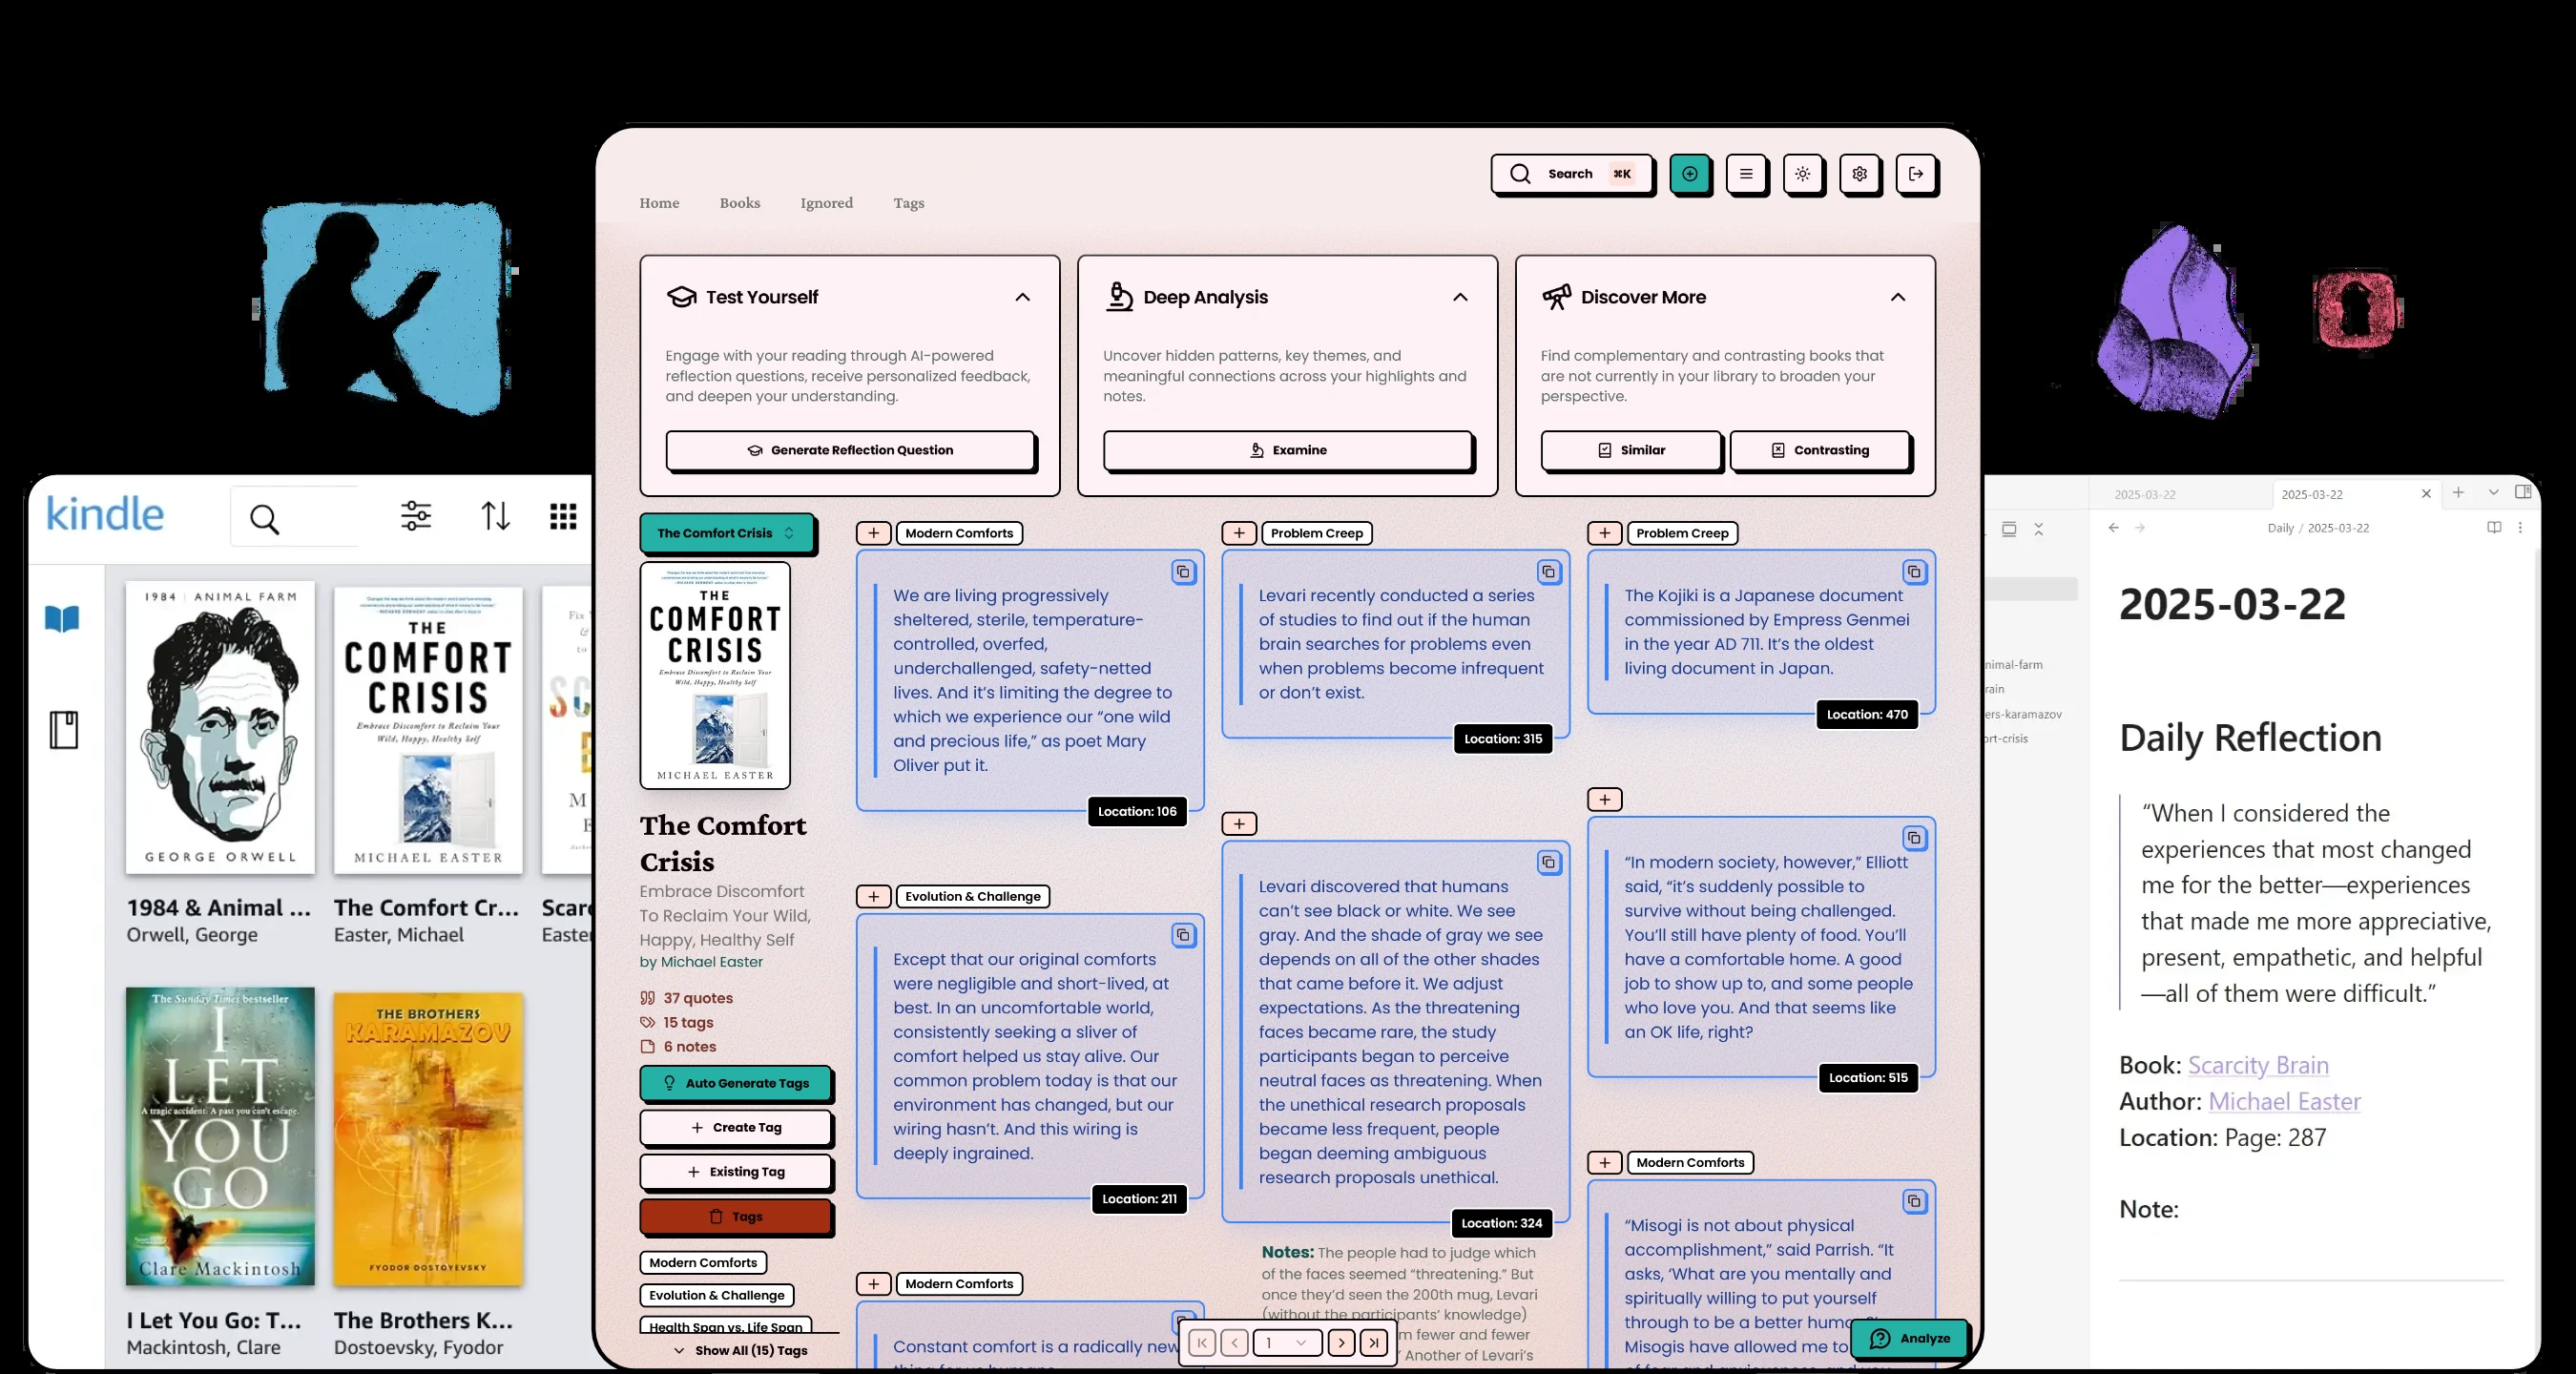 Search ⌘K
Home Books Ignored Tags
Test Yourself
Engage with your reading through AI-powered
reflection questions, receive personalized feedback,
and deepen your understanding.
Generate Reflection Question
Deep Analysis
Uncover hidden patterns, key themes, and
meaningful connections across your highlights and
notes.
Examine
Discover More
Find complementary and contrasting books that
are not currently in your library to broaden your
perspective.
Similar
Contrasting
kindle
1984 | ANIMAL FARM
GEORGE ORWELL
1984 & Animal ...
Orwell, George
THE
COMFORT
CRISIS
Embrace Discomfort to Reclaim Your
Wild, Happy, Healthy Self
MICHAEL EASTER
The Comfort Cr...
Easter, Michael
Fix
&
to
SC
M
E
Scar
Easte
The Sunday Times bestseller
I
LET
A tragic accident. A past you can't escape.
YOU
GO
Clare Mackintosh
I Let You Go: T...
Mackintosh, Clare
THE BROTHERS
KARAMAZOV
FYODOR DOSTOYEVSKY
The Brothers K...
Dostoevsky, Fyodor
The Comfort Crisis
THE
COMFORT
CRISIS
Embrace Discomfort to Reclaim Your
Wild, Happy, Healthy Self
MICHAEL EASTER
The Comfort
Crisis
Embrace Discomfort
To Reclaim Your Wild,
Happy, Healthy Self
by Michael Easter
37 quotes
15 tags
6 notes
Auto Generate Tags
+ Create Tag
+ Existing Tag
Tags
Modern Comforts
Evolution & Challenge
Health Span vs. Life Span
Show All (15) Tags
+ Modern Comforts
We are living progressively
sheltered, sterile, temperature-
controlled, overfed,
underchallenged, safety-netted
lives. And it's limiting the degree to
which we experience our “one wild
and precious life,” as poet Mary
Oliver put it.
Location: 106
+ Evolution & Challenge
Except that our original comforts
were negligible and short-lived, at
best. In an uncomfortable world,
consistently seeking a sliver of
comfort helped us stay alive. Our
common problem today is that our
environment has changed, but our
wiring hasn't. And this wiring is
deeply ingrained.
Location: 211
+ Modern Comforts
Constant comfort is a radically new
thing for us humans.
+ Problem Creep
Levari recently conducted a series
of studies to find out if the human
brain searches for problems even
when problems become infrequent
or don't exist.
Location: 315
+
Levari discovered that humans
can't see black or white. We see
gray. And the shade of gray we see
depends on all of the other shades
that came before it. We adjust
expectations. As the threatening
faces became rare, the study
participants began to perceive
neutral faces as threatening. When
the unethical research proposals
became less frequent, people
began deeming ambiguous
research proposals unethical.
Location: 324
Notes: The people had to judge which
of the faces seemed “threatening.” But
once they'd seen the 200th mug, Levari
(without the participants' knowledge)
m fewer and fewer
Another of Levari's
1
+ Problem Creep
The Kojiki is a Japanese document
commissioned by Empress Genmei
in the year AD 711. It's the oldest
living document in Japan.
Location: 470
+
“In modern society, however,” Elliott
said, “it's suddenly possible to
survive without being challenged.
You'll still have plenty of food. You'll
have a comfortable home. A good
job to show up to, and some people
who love you. And that seems like
an OK life, right?
Location: 515
+ Modern Comforts
“Misogi is not about physical
accomplishment,” said Parrish. “It
asks, ‘What are you mentally and
spiritually willing to put yourself
through to be a better huma
Misogis have allowed me to
Analyze
2025-03-22
2025-03-22
Daily / 2025-03-22
nimal-farm
rain
ers-karamazov
ort-crisis
2025-03-22
Daily Reflection
“When I considered the
experiences that most changed
me for the better—experiences
that made me more appreciative,
present, empathetic, and helpful
—all of them were difficult.”
Book: Scarcity Brain
Author: Michael Easter
Location: Page: 287
Note: